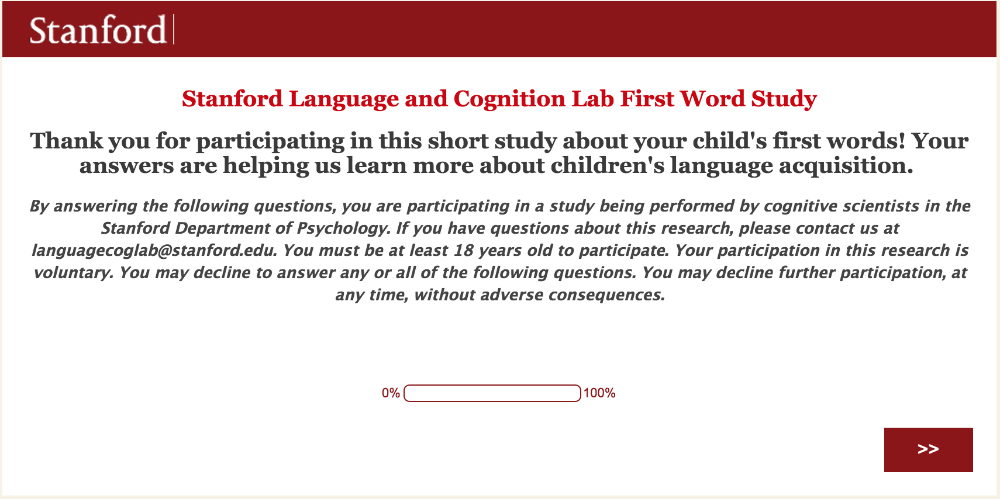 Stanford
Stanford Language and Cognition Lab First Word Study
Thank you for participating in this short study about your child's first words! Your
answers are helping us learn more about children's language acquisition.
By answering the following questions, you are participating in a study being performed by cognitive scientists in the
Stanford Department of Psychology. If you have questions about this research, please contact us at
languagecoglab@stanford.edu. You must be at least 18 years old to participate. Your participation in this research is
voluntary. You may decline to answer any or all of the following questions. You may decline further participation, at
any time, without adverse consequences.
0% 100%
>>